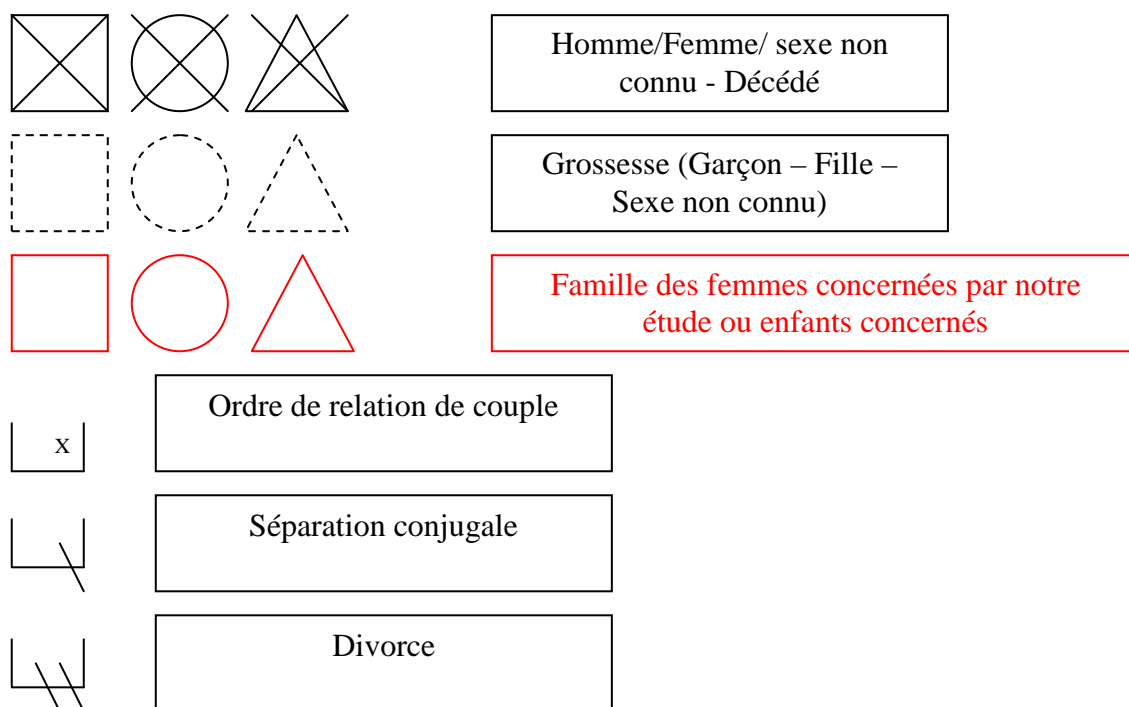 Homme/Femme/ sexe non
connu - Décédé
Grossesse (Garçon – Fille –
Sexe non connu)
Famille des femmes concernées par notre
étude ou enfants concernés
Ordre de relation de couple
x
Séparation conjugale
Divorce